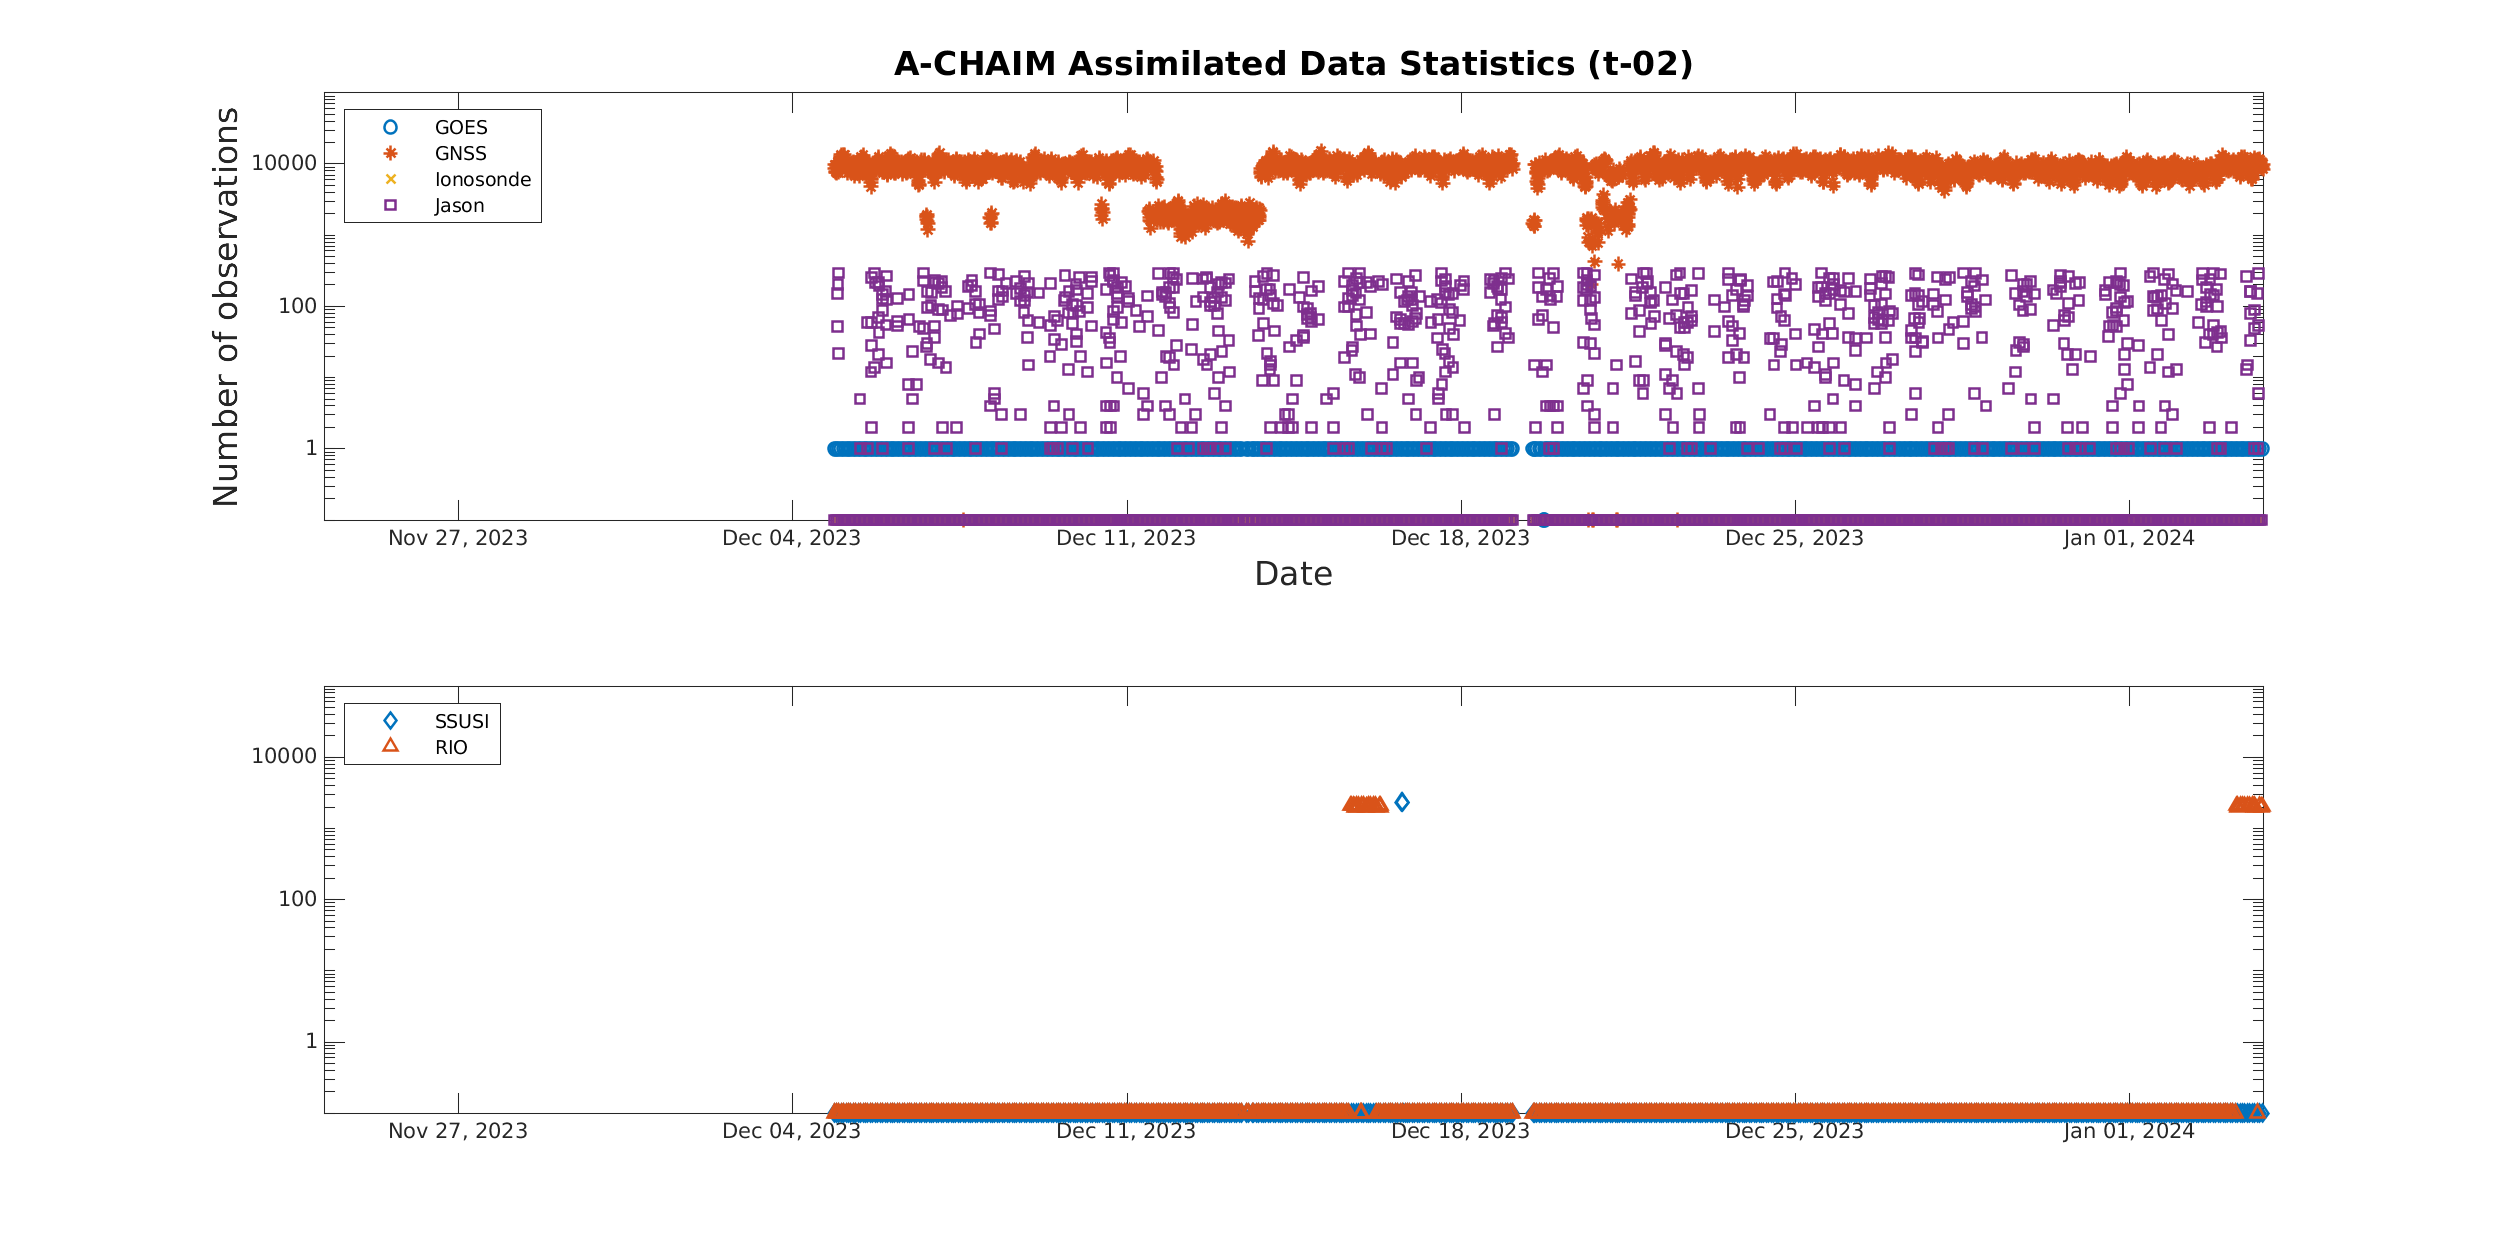 A-CHAIM Assimilated Data Statistics (t-02)
Number of observations
10000
100
1
GOES
GNSS
Ionosonde
Jason
Nov 27, 2023 Dec 04, 2023 Dec 11, 2023 Dec 18, 2023 Dec 25, 2023 Jan 01, 2024
Date
10000
100
1
SSUSI
RIO
Nov 27, 2023 Dec 04, 2023 Dec 11, 2023 Dec 18, 2023 Dec 25, 2023 Jan 01, 2024